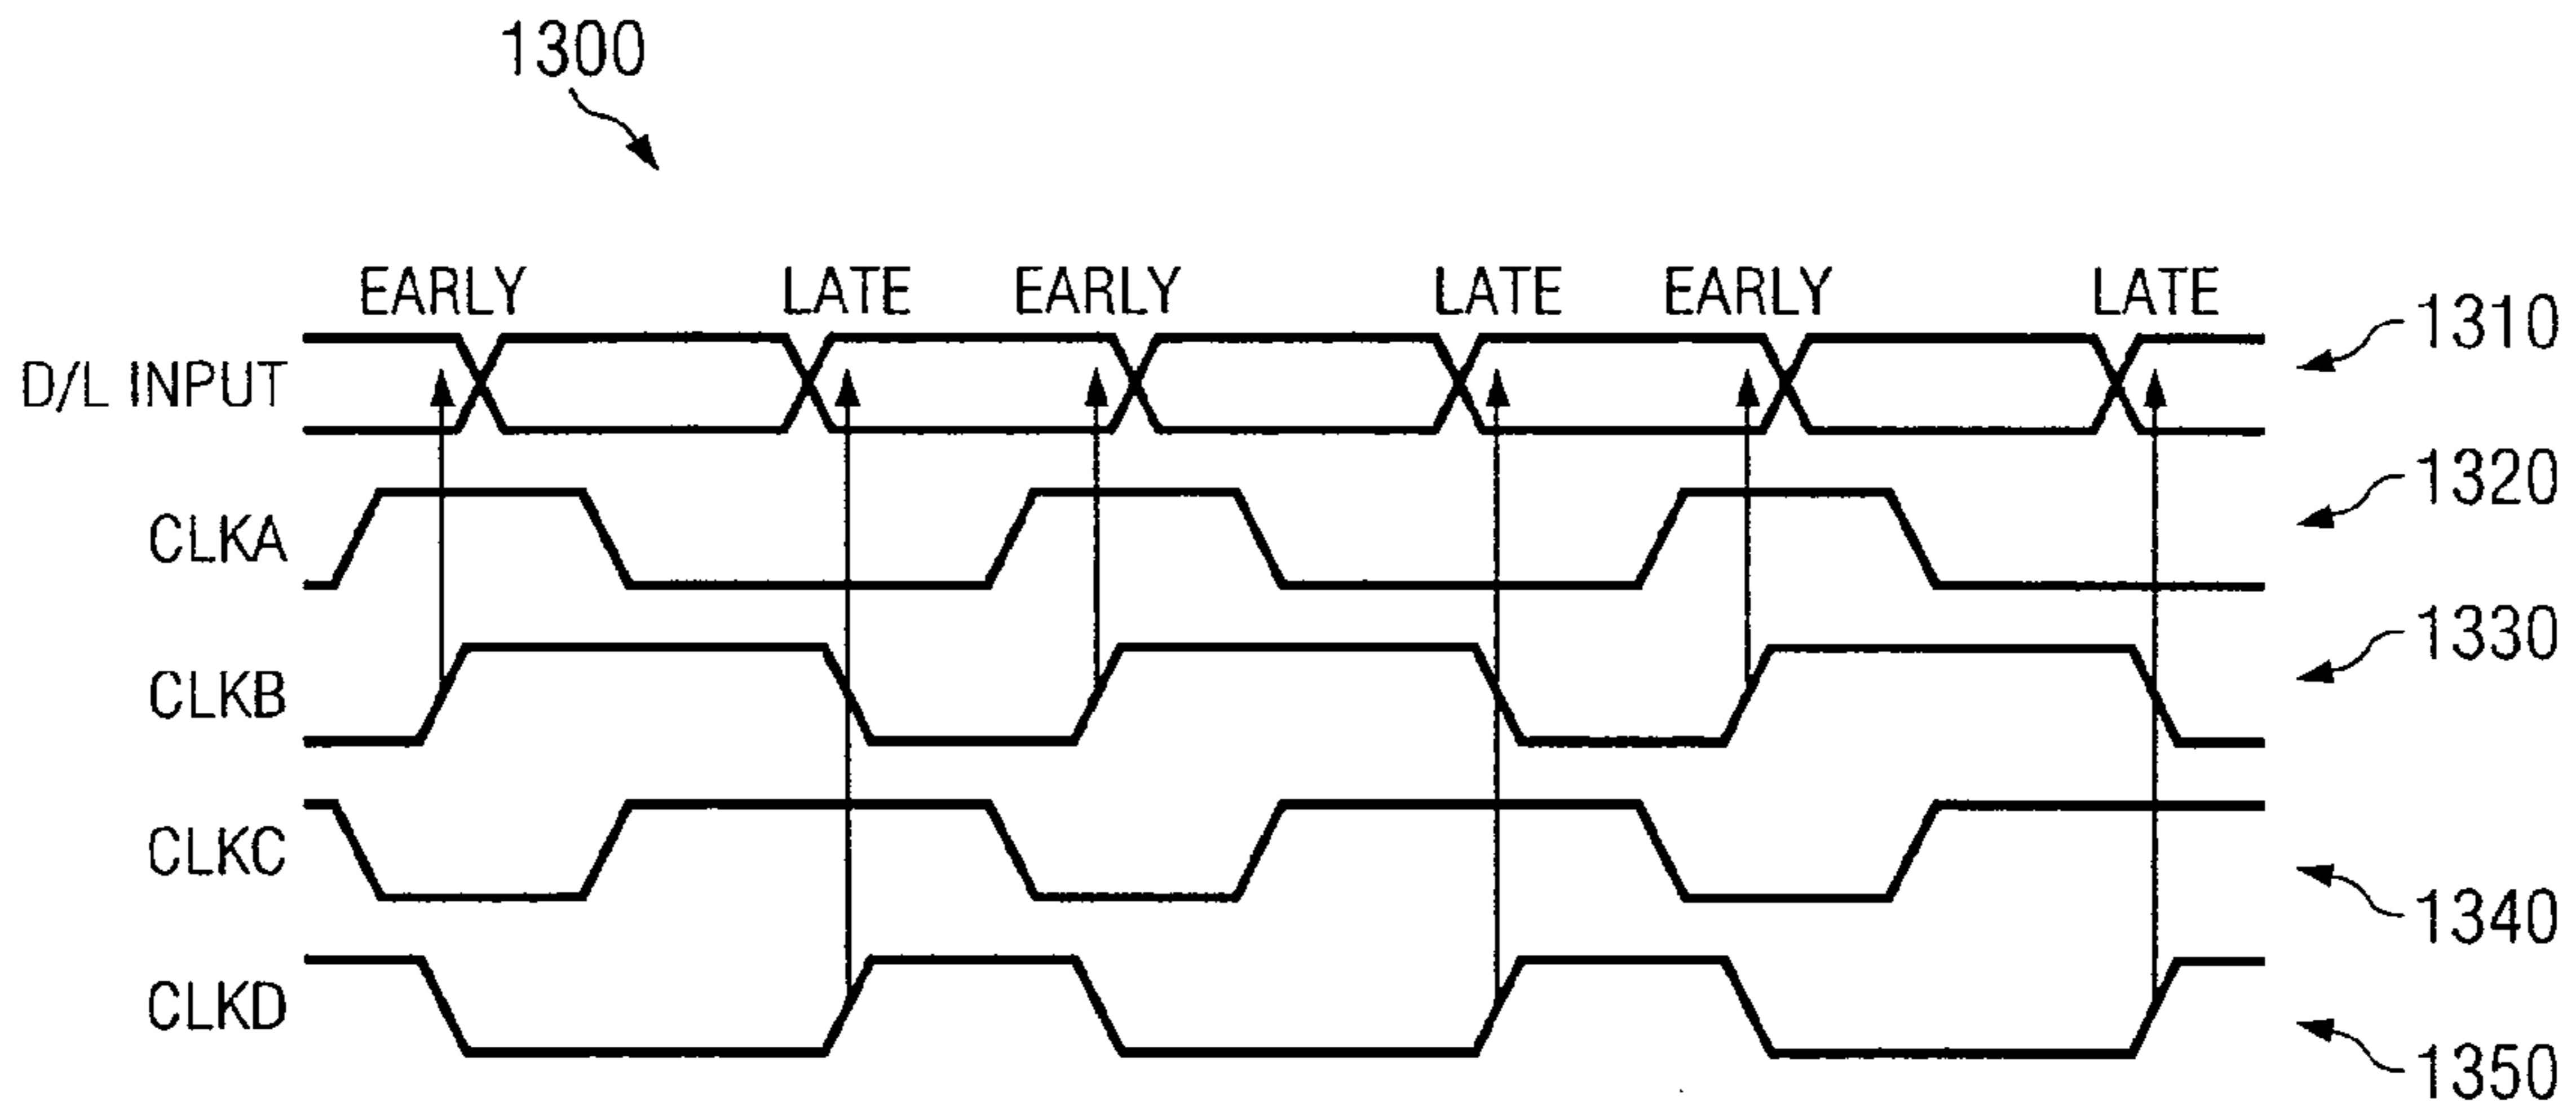 1300
EARLY LATE EARLY LATE EARLY LATE
D/L INPUT 1310
CLKA 1320
CLKB 1330
CLKC 1340
CLKD 1350